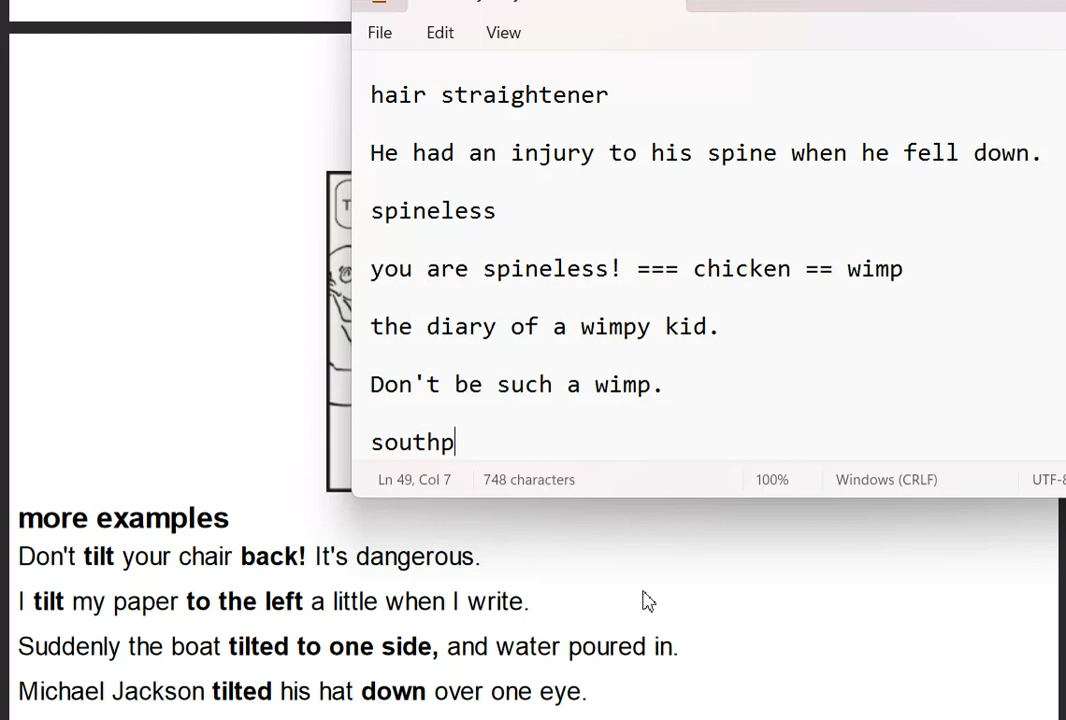 File Edit View
hair straightener
He had an injury to his spine when he fell down.
spineless
you are spineless! === chicken == wimp
the diary of a wimpy kid.
Don't be such a wimp.
southp
Ln 49, Col 7 748 characters 100% Windows (CRLF) UTF-8
more examples
Don't tilt your chair back! It's dangerous.
I tilt my paper to the left a little when I write.
Suddenly the boat tilted to one side, and water poured in.
Michael Jackson tilted his hat down over one eye.